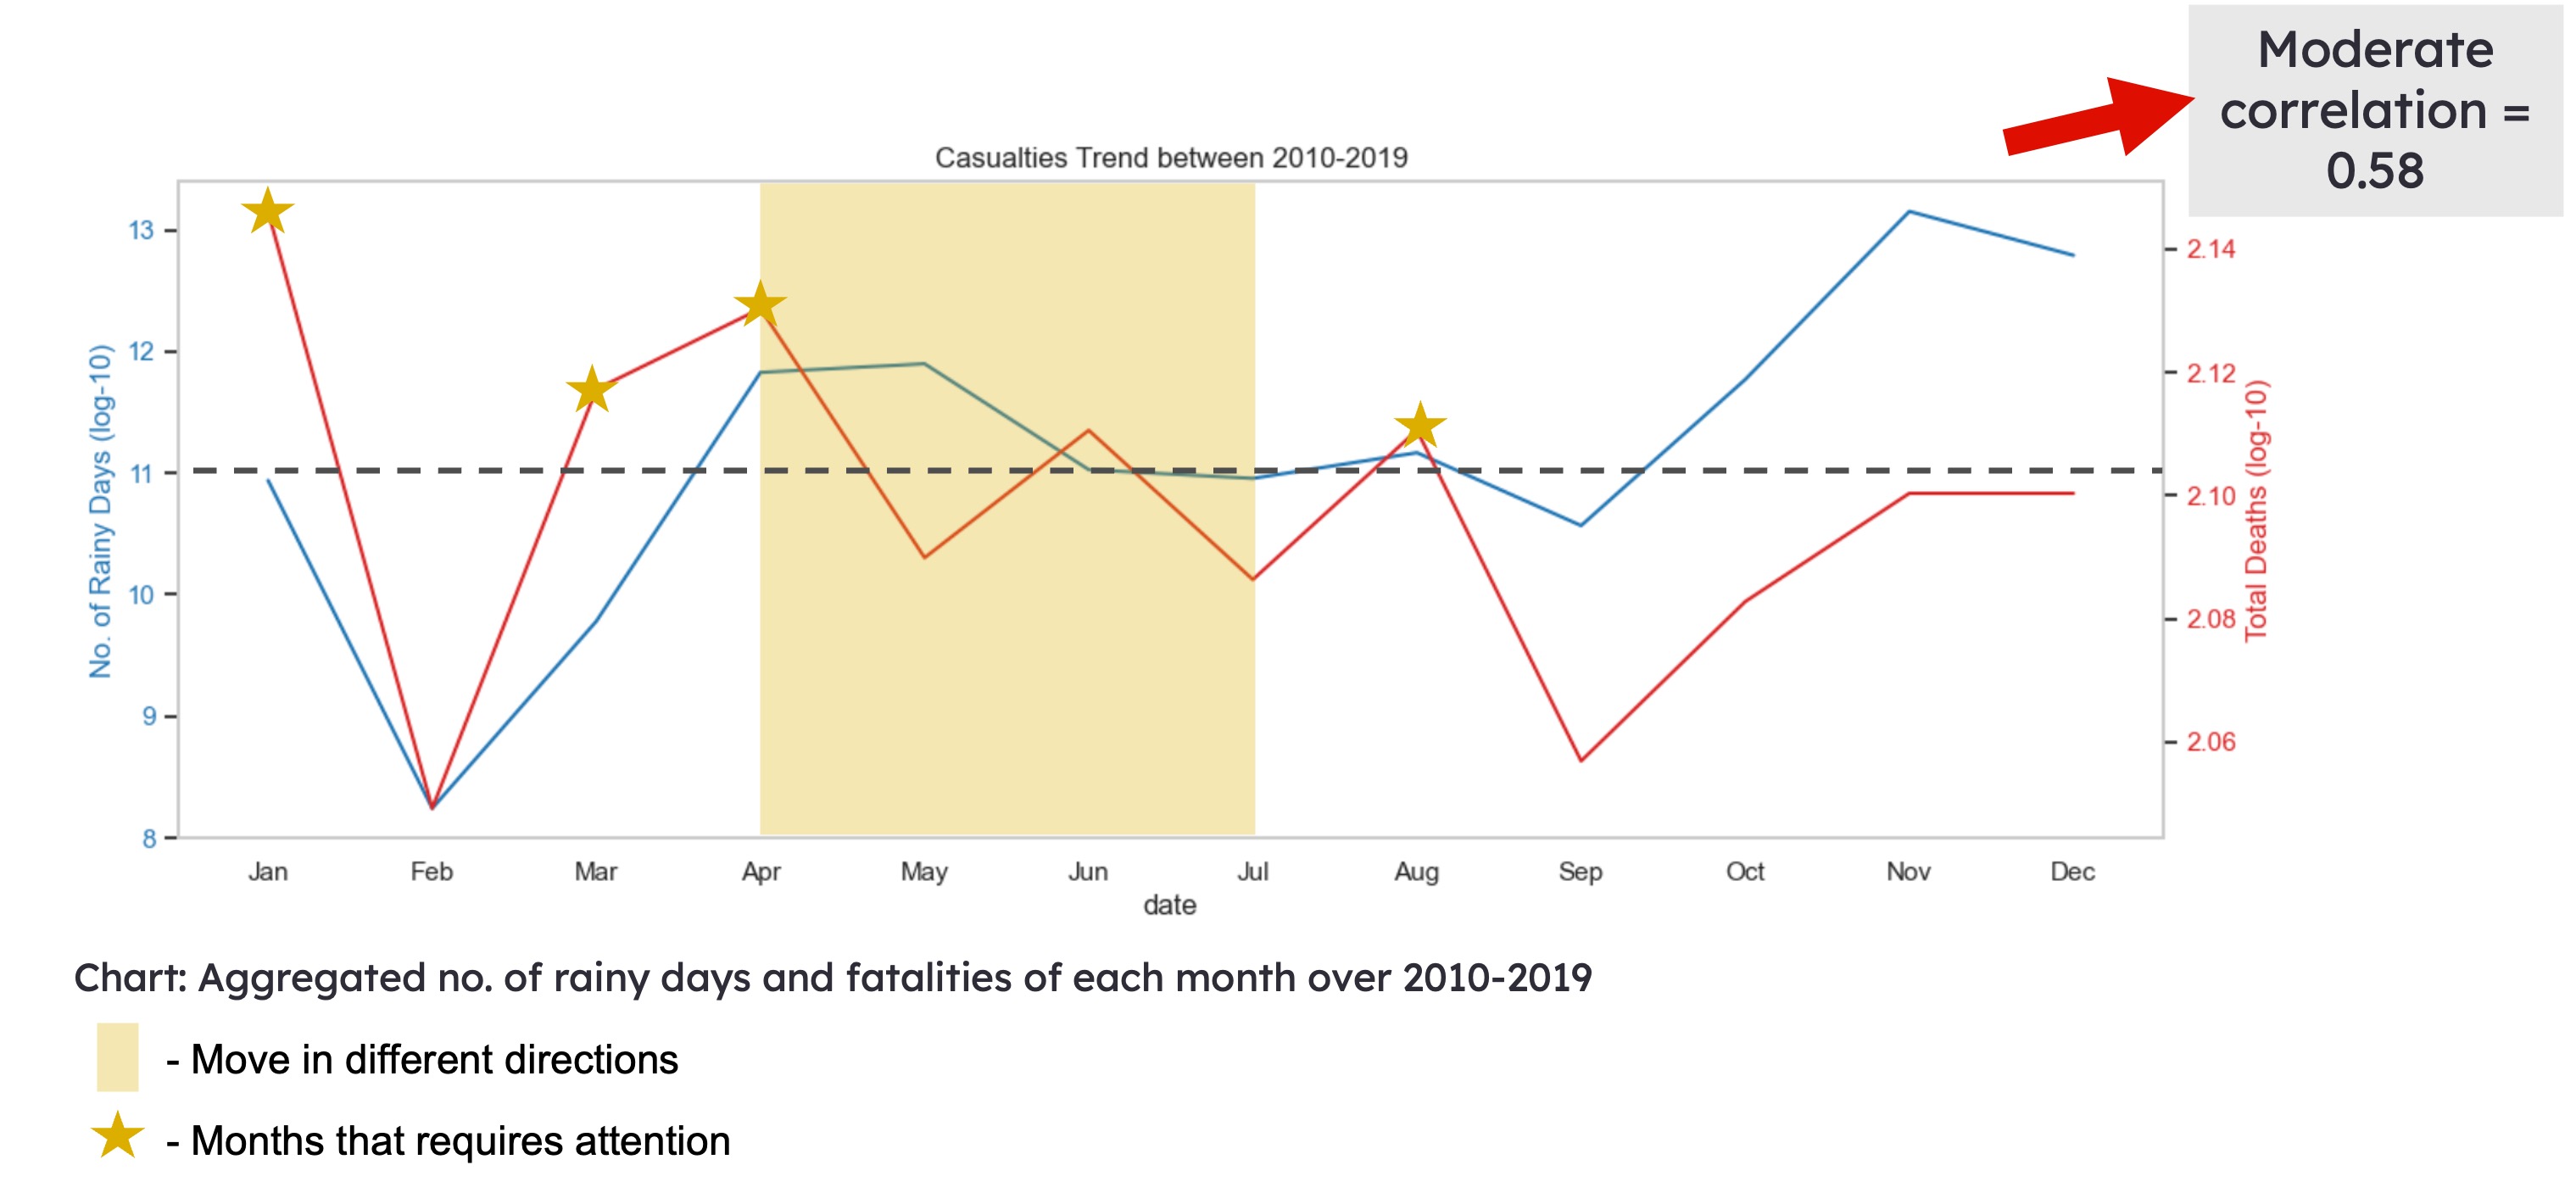 Moderate
correlation =
0.58
Casualties Trend between 2010-2019
13
12
11
10
9
8
No. of Rainy Days (log-10)
2.14
2.12
2.10
2.08
2.06
Total Deaths (log-10)
Jan Feb Mar Apr May Jun Jul Aug Sep Oct Nov Dec
date
Chart: Aggregated no. of rainy days and fatalities of each month over 2010-2019
- Move in different directions
- Months that requires attention